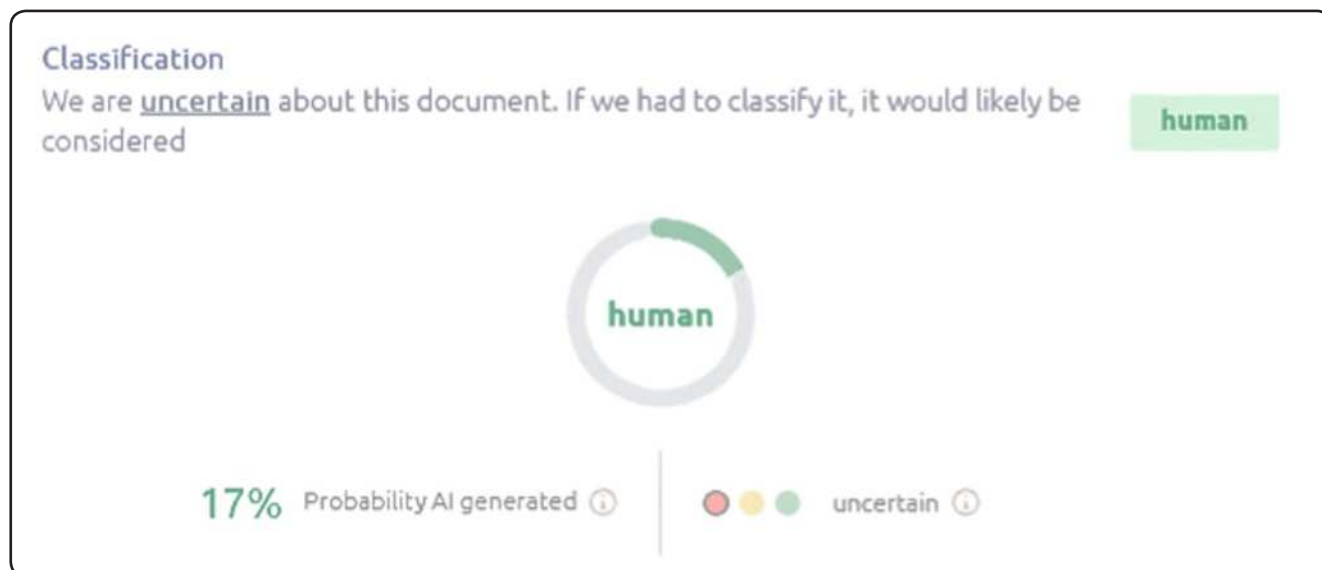 Classification
We are uncertain about this document. If we had to classify it, it would likely be
considered
human
human
17% Probability AI generated
uncertain